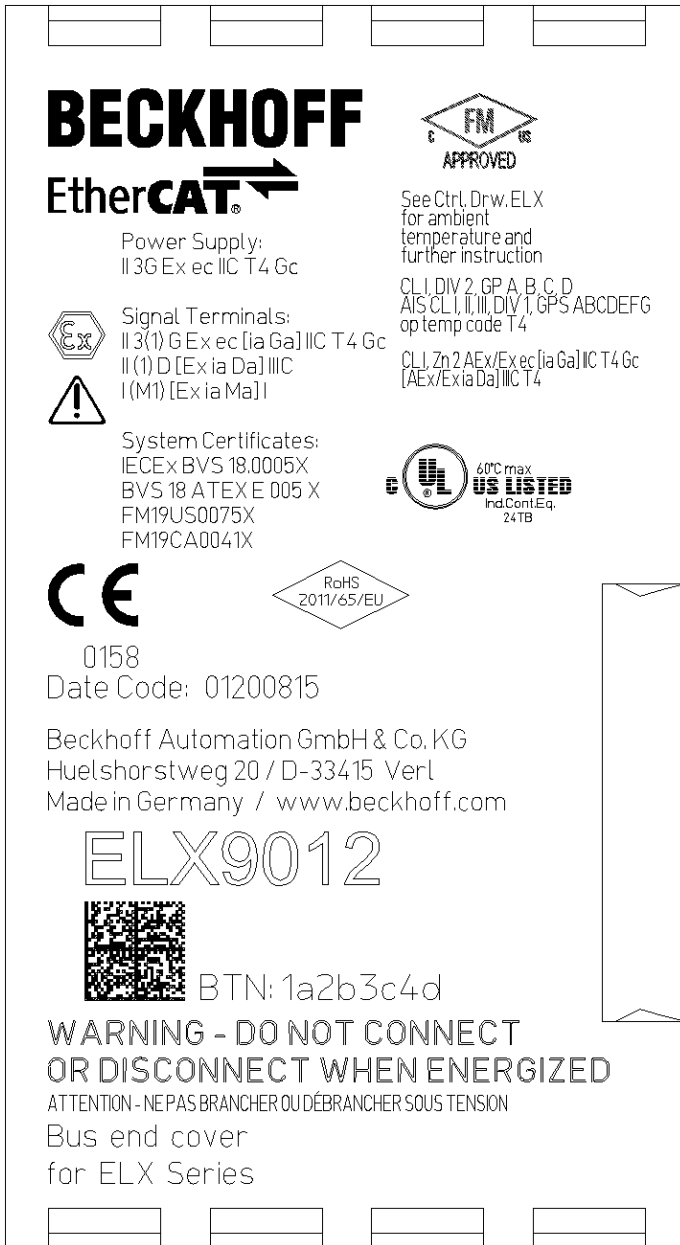 BECKHOFF
EtherCAT®
Power Supply:
II 3G Ex ec IIC T4 Gc
Signal Terminals:
II 3(1) G Ex ec [ia Ga] IIC T4 Gc
II (1) D [Ex ia Da] IIIC
I (M1) [Ex ia Ma] I
Ex
System Certificates:
IECEx BVS 18.0005X
BVS 18 ATEX E 005 X
FM19US0075X
FM19CA0041X
FM
C US
APPROVED
See Ctrl. Drw. ELX
for ambient
temperature and
further instruction
CL I, DIV 2, GP A, B, C, D
AIS CL I, II, III, DIV 1, GPS ABCDEFG
op temp code T4
CL I, Zn 2 AEx/Ex ec [ia Ga] IIC T4 Gc
[AEx/Ex ia Da] IIIC T4
C UL ® 60°C max
US LISTED
Ind.Cont.Eq.
24TB
CE
RoHS
2011/65/EU
0158
Date Code: 01200815
Beckhoff Automation GmbH & Co. KG
Huelshorstweg 20 / D-33415 Verl
Made in Germany / www.beckhoff.com
ELX9012
BTN: 1a2b3c4d
WARNING - DO NOT CONNECT
OR DISCONNECT WHEN ENERGIZED
ATTENTION - NE PAS BRANCHER OU DÉBRANCHER SOUS TENSION
Bus end cover
for ELX Series